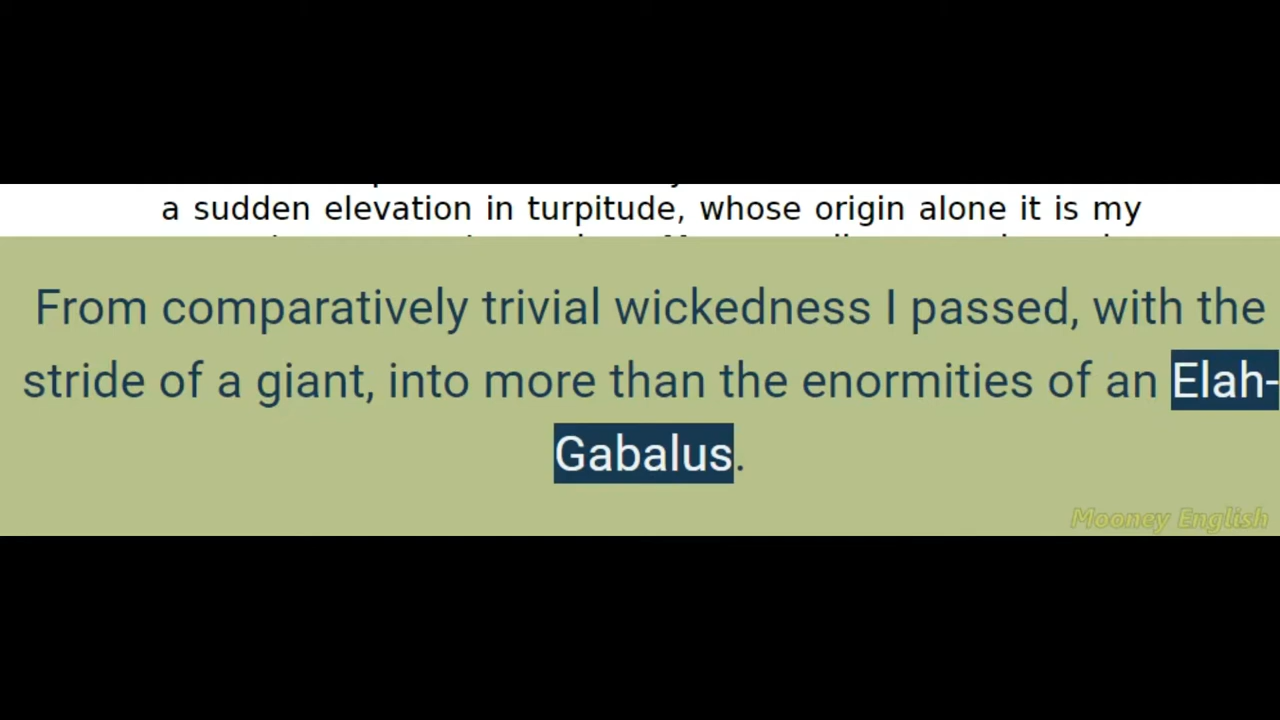 a sudden elevation in turpitude, whose origin alone it is my
From comparatively trivial wickedness I passed, with the
stride of a giant, into more than the enormities of an Elah-
Gabalus.
Mooney English